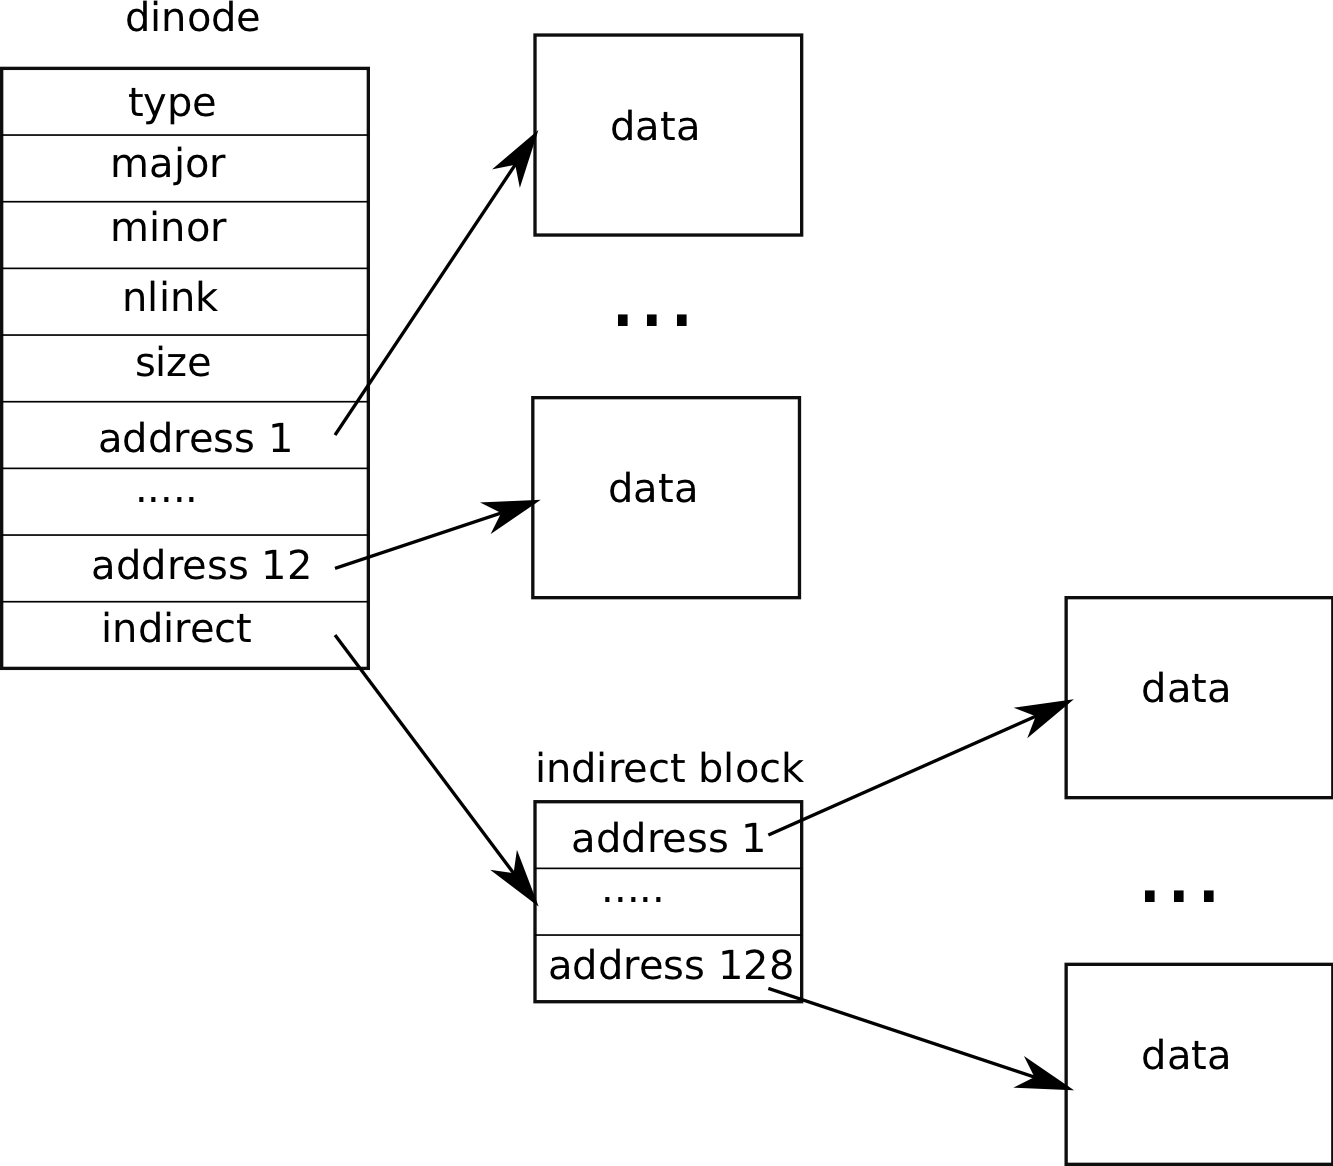 dinode
type
major
minor
nlink
size
address 1
.....
address 12
indirect
data
...
data
indirect block
address 1
.....
address 128
data
...
data